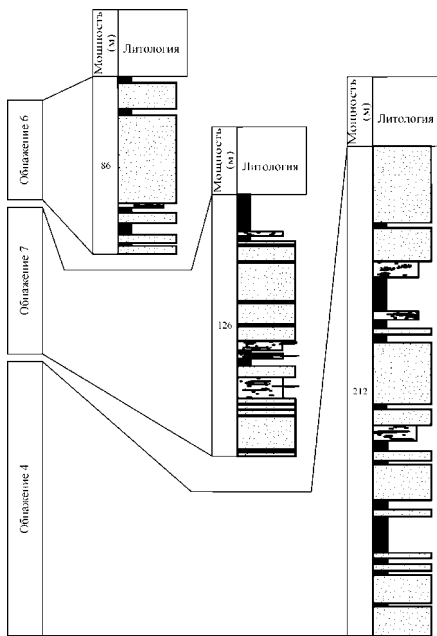 Мощность
(м)
Литология
86
Обнажение 6
Мощность
(м)
Литология
126
Обнажение 7
Мощность
(м)
Литология
212
Обнажение 4